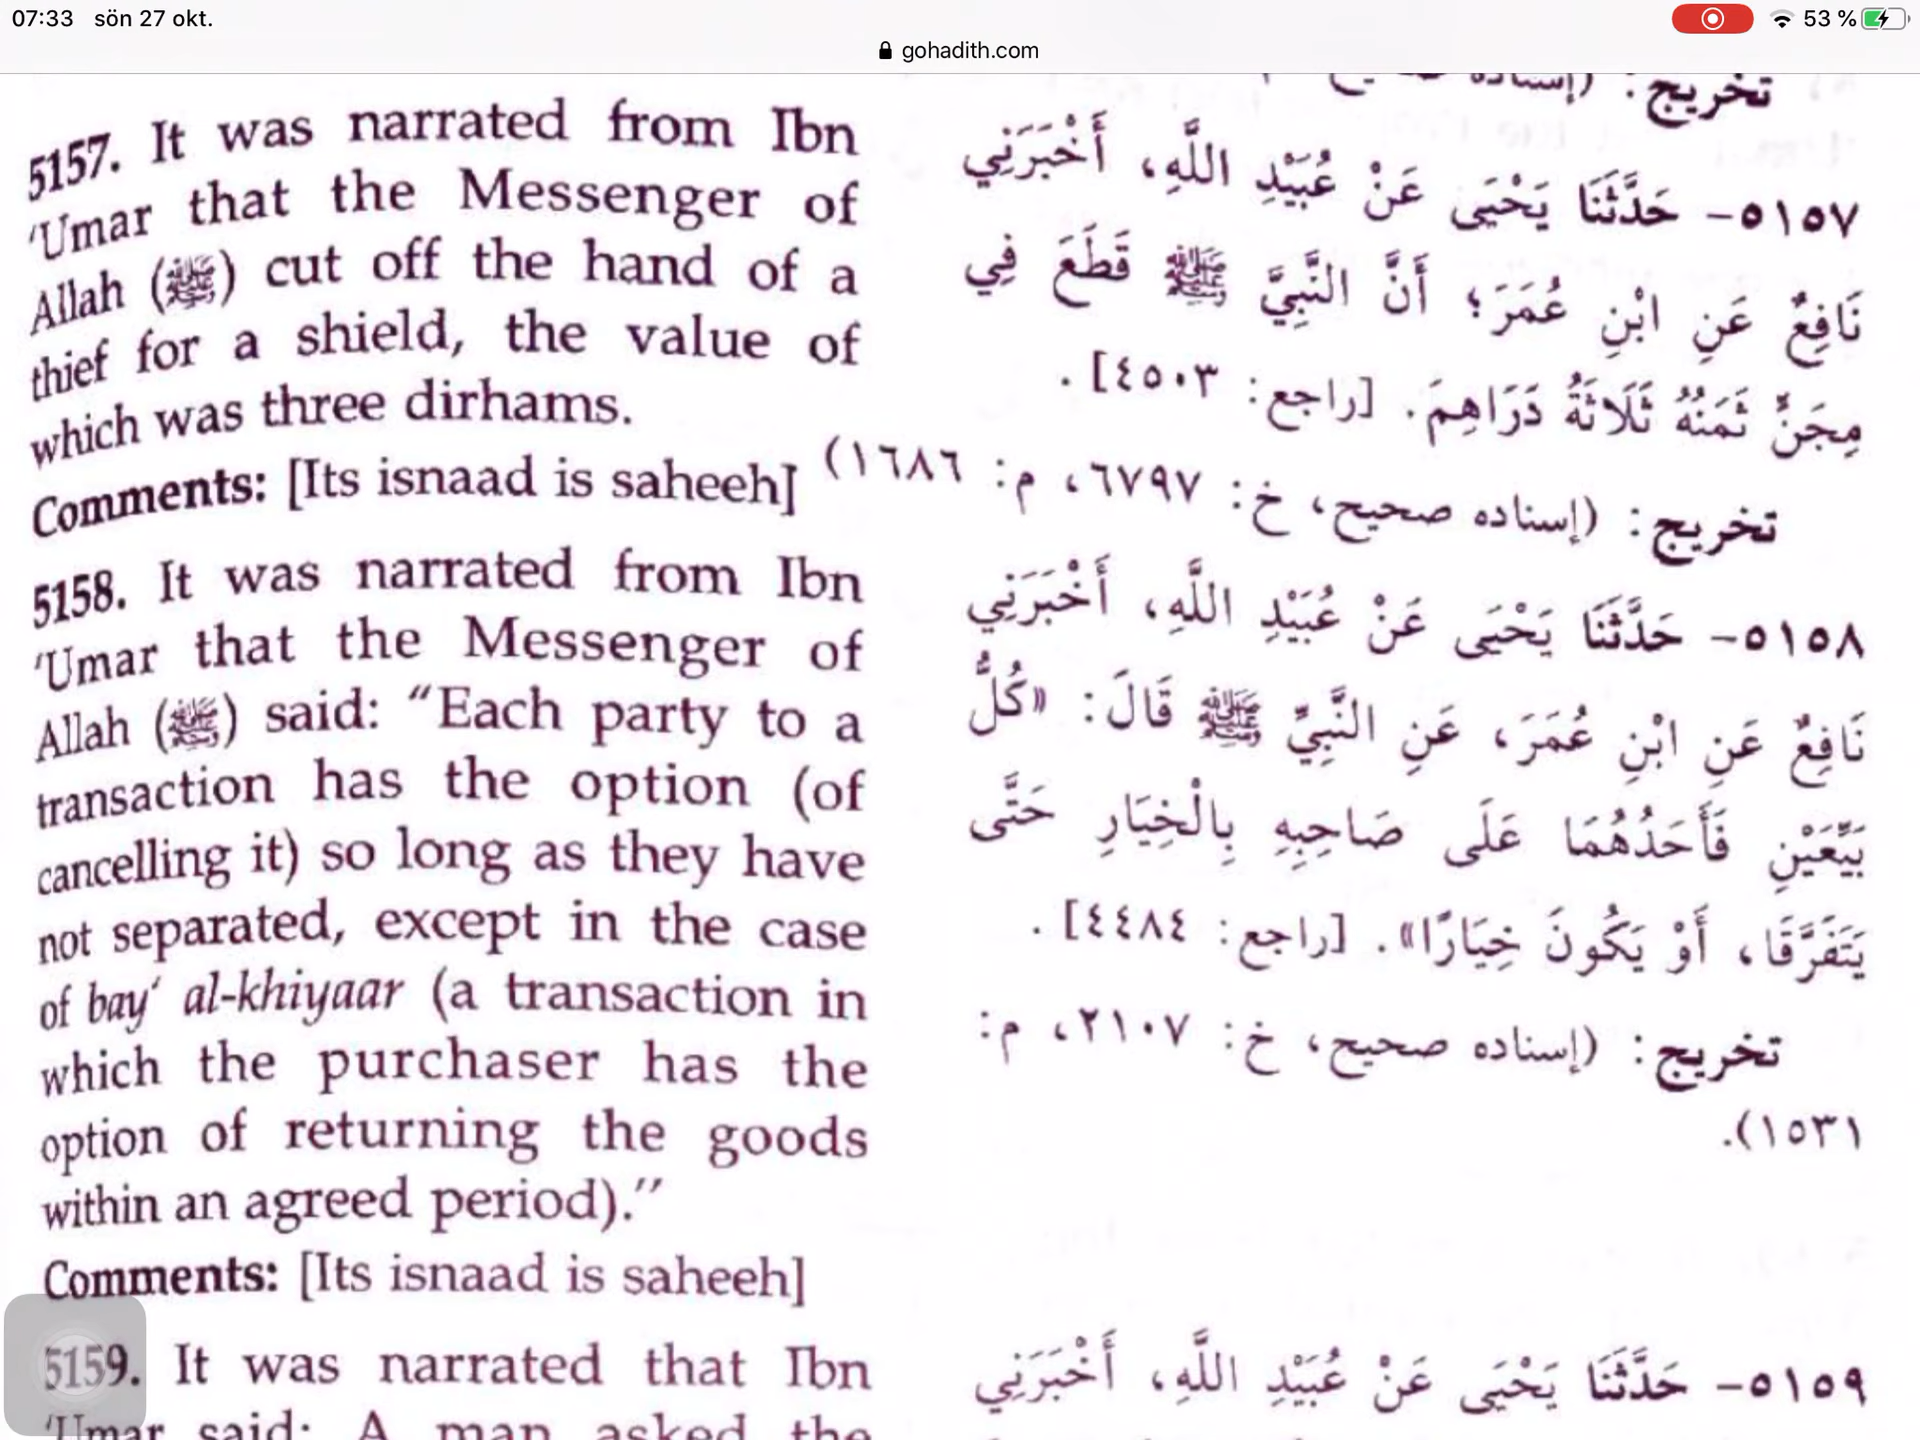 07:33 sön 27 okt.
53 %
gohadith.com
5157. It was narrated from Ibn
'Umar that the Messenger of
Allah (ﷺ) cut off the hand of a
thief for a shield, the value of
which was three dirhams.
Comments: [Its isnaad is saheeh]
5158. It was narrated from Ibn
'Umar that the Messenger of
Allah (ﷺ) said: “Each party to a
transaction has the option (of
cancelling it) so long as they have
not separated, except in the case
of bay‘ al-khiyaar (a transaction in
which the purchaser has the
option of returning the goods
within an agreed period).”
Comments: [Its isnaad is saheeh]
5159. It was narrated that Ibn
'Umar said: A man asked the
تخريج: (إسناده صحيح
٥١٥٧- حَدَّثَنَا يَحْيَى عَنْ عُبَيْدِ اللَّهِ، أَخْبَرَنِي
نَافِعٌ عَنِ ابْنِ عُمَرَ؛ أَنَّ النَّبِيَّ ﷺ قَطَعَ فِي
مِجَنٍّ ثَمَنُهُ ثَلَاثَةُ دَرَاهِمَ. [راجع: ٤٥٠٣].
تخريج: (إسناده صحيح، خ: ٦٧٩٧، م: ١٦٨٦)
٥١٥٨- حَدَّثَنَا يَحْيَى عَنْ عُبَيْدِ اللَّهِ، أَخْبَرَنِي
نَافِعٌ عَنِ ابْنِ عُمَرَ، عَنِ النَّبِيِّ ﷺ قَالَ: «كُلُّ
بَيِّعَيْنِ فَأَحَدُهُمَا عَلَى صَاحِبِهِ بِالْخِيَارِ حَتَّى
يَتَفَرَّقَا، أَوْ يَكُونَ خِيَارًا». [راجع: ٤٤٨٤].
تخريج: (إسناده صحيح، خ: ٢١٠٧، م:
١٥٣١).
٥١٥٩- حَدَّثَنَا يَحْيَى عَنْ عُبَيْدِ اللَّهِ، أَخْبَرَنِي